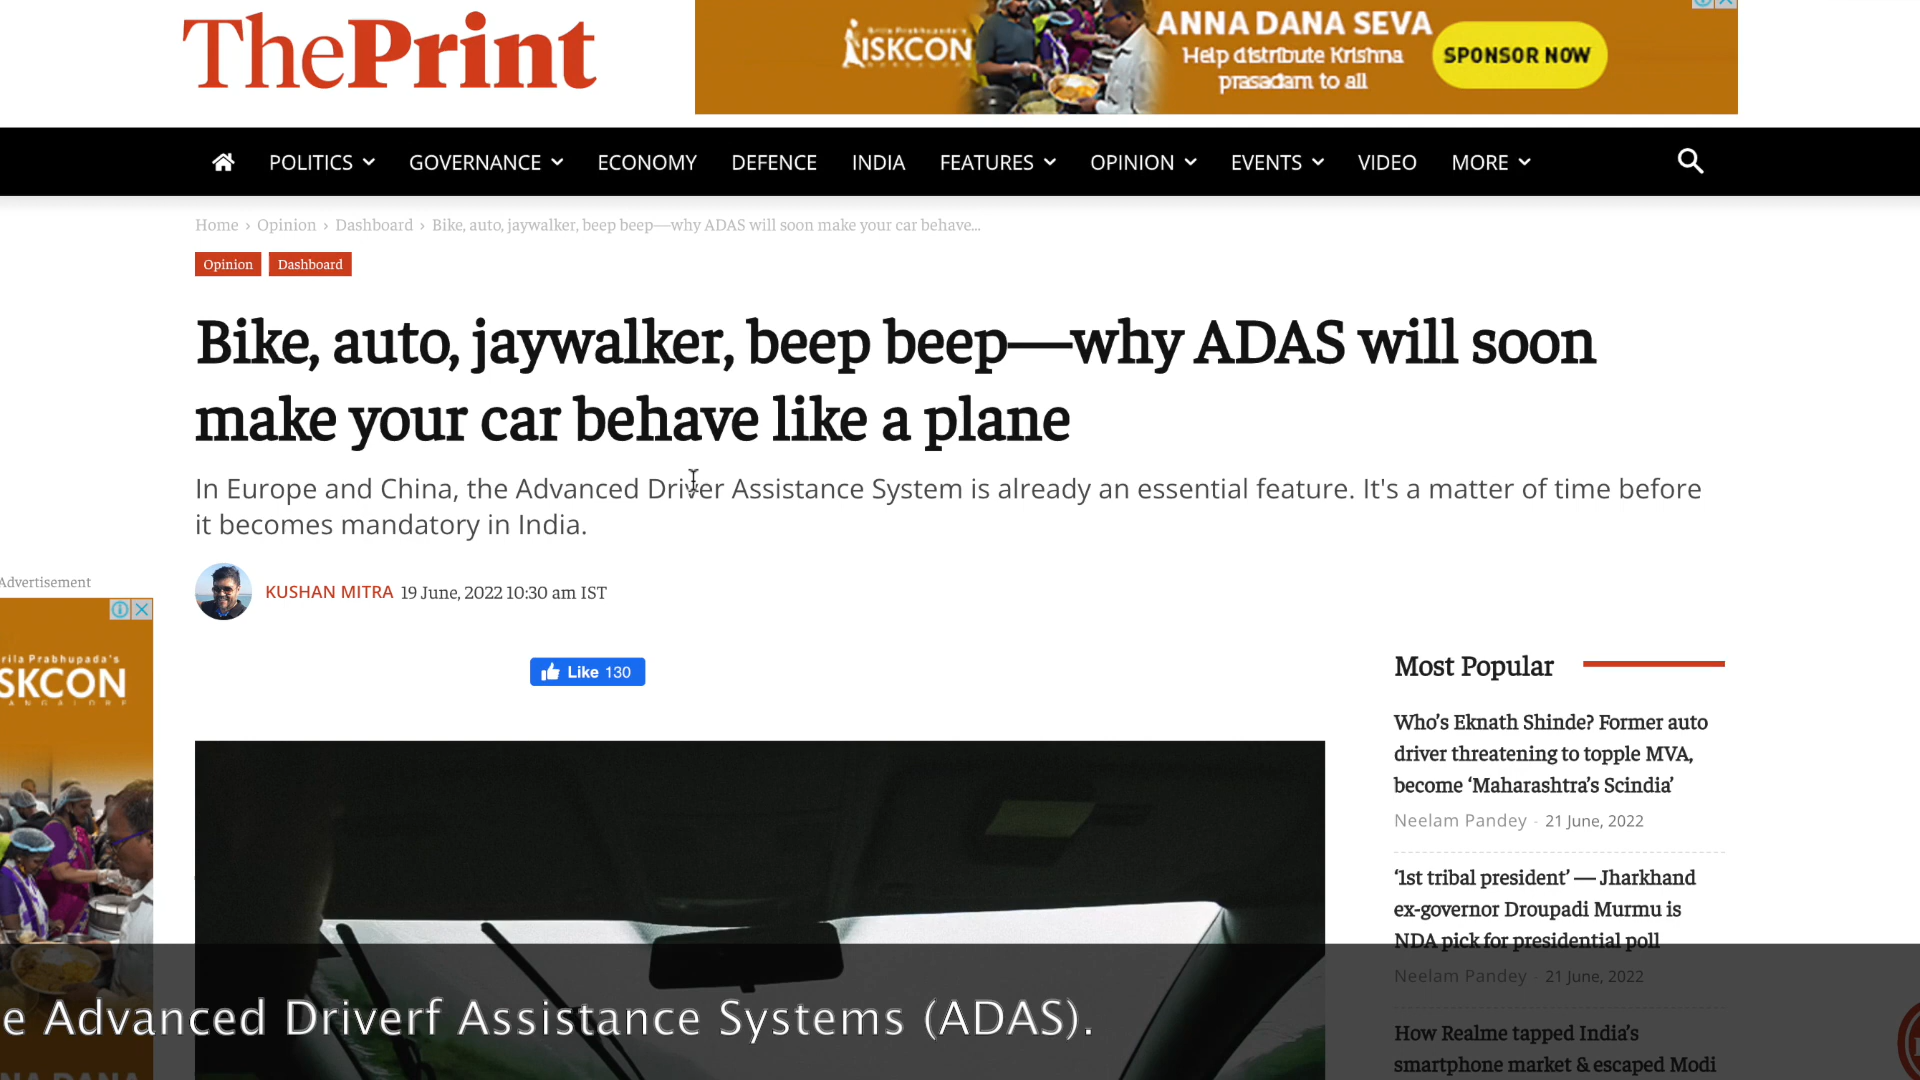 ThePrint
ISKCON
BANGALORE
ANNA DANA SEVA
Help distribute Krishna
prasadam to all
SPONSOR NOW
POLITICS GOVERNANCE ECONOMY DEFENCE INDIA FEATURES OPINION EVENTS VIDEO MORE
Home › Opinion › Dashboard › Bike, auto, jaywalker, beep beep—why ADAS will soon make your car behave...
Opinion Dashboard
Bike, auto, jaywalker, beep beep—why ADAS will soon
make your car behave like a plane
In Europe and China, the Advanced Driver Assistance System is already an essential feature. It's a matter of time before
it becomes mandatory in India.
KUSHAN MITRA 19 June, 2022 10:30 am IST
Like 130
Advertisement
rila Prabhupada's
SKCON
ANGALORE
Most Popular
Who's Eknath Shinde? Former auto
driver threatening to topple MVA,
become ‘Maharashtra's Scindia’
Neelam Pandey - 21 June, 2022
‘1st tribal president’ — Jharkhand
ex-governor Droupadi Murmu is
NDA pick for presidential poll
Neelam Pandey - 21 June, 2022
How Realme tapped India's
smartphone market & escaped Modi
e Advanced Driverf Assistance Systems (ADAS).